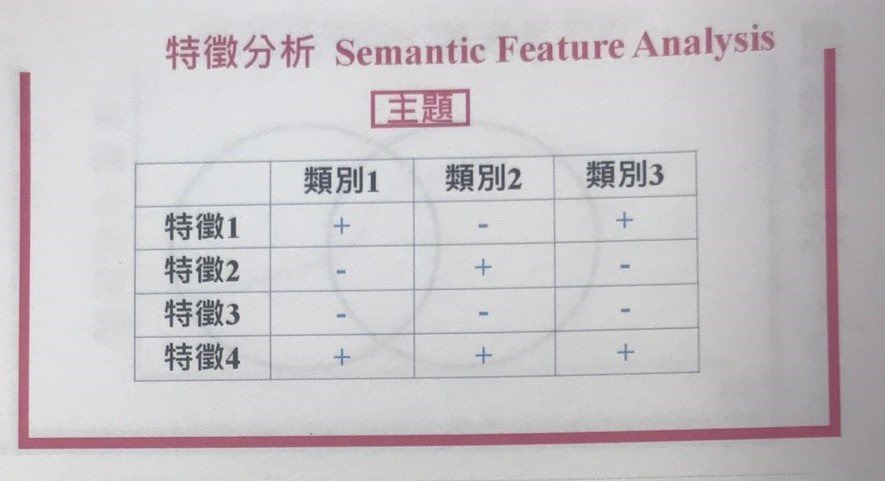 特徵分析 Semantic Feature Analysis
主題
類別1 類別2 類別3
特徵1 + - +
特徵2 - + -
特徵3 - - -
特徵4 + + +